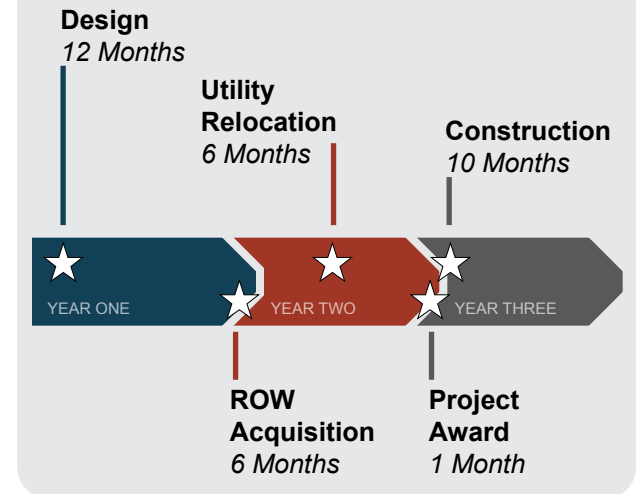 Design
12 Months
Utility
Relocation
6 Months
Construction
10 Months
YEAR ONE
YEAR TWO
YEAR THREE
ROW
Acquisition
6 Months
Project
Award
1 Month